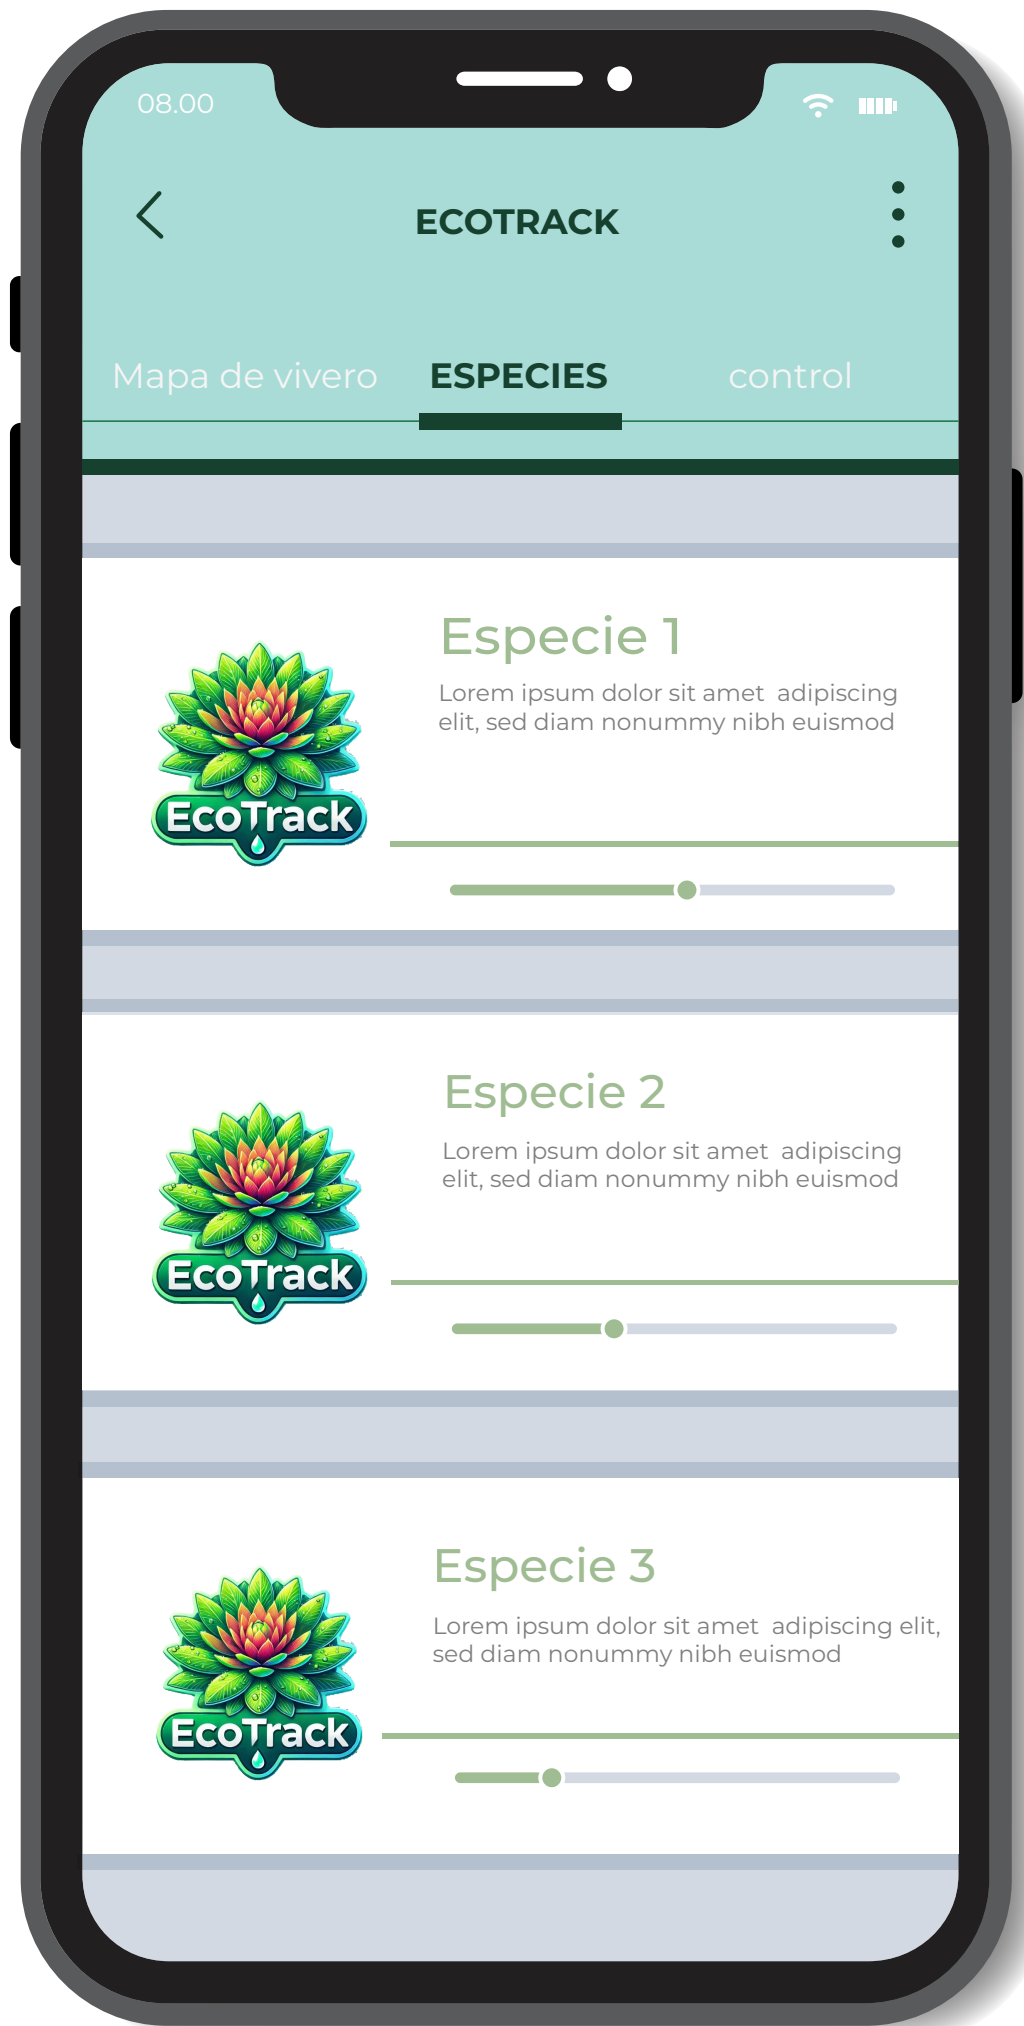 08.00
ECOTRACK
Mapa de vivero ESPECIES control
Especie 1
Lorem ipsum dolor sit amet  adipiscing
elit, sed diam nonummy nibh euismod
EcoTrack
Especie 2
Lorem ipsum dolor sit amet  adipiscing
elit, sed diam nonummy nibh euismod
EcoTrack
Especie 3
Lorem ipsum dolor sit amet  adipiscing elit,
sed diam nonummy nibh euismod
EcoTrack